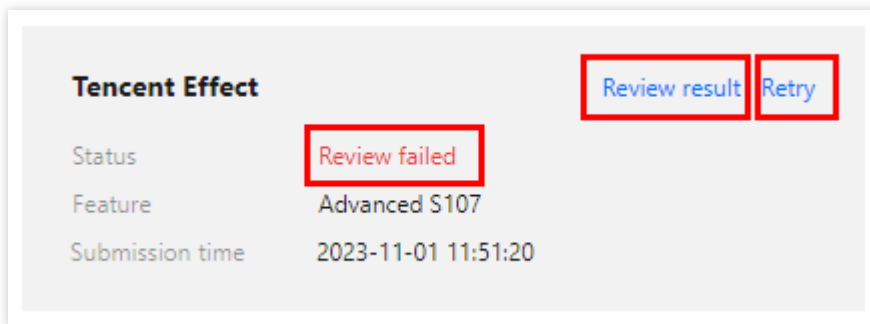 Tencent Effect Review result Retry
Status Review failed
Feature Advanced S107
Submission time 2023-11-01 11:51:20